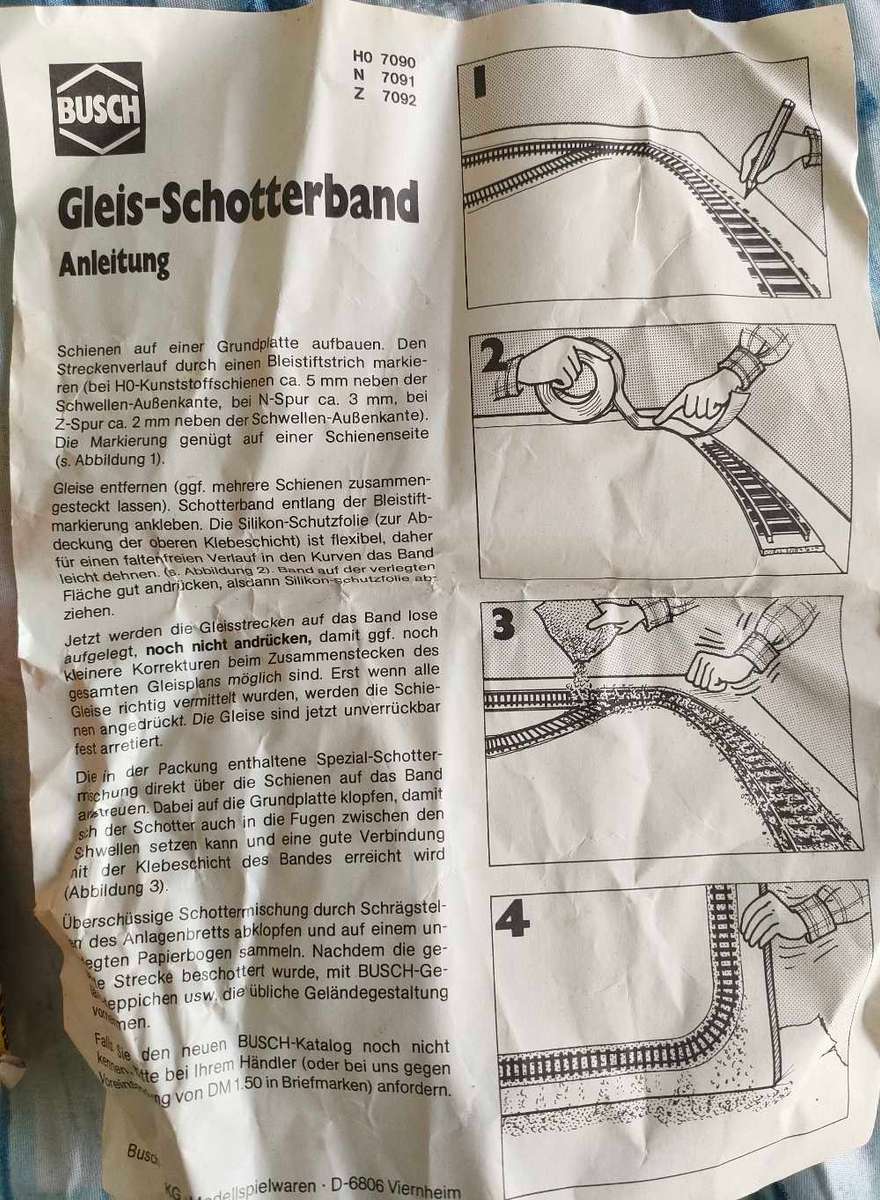 BUSCH
H0 7090
N 7091
Z 7092
Gleis-Schotterband
Anleitung
Schienen auf einer Grundplatte aufbauen. Den
Streckenverlauf durch einen Bleistiftstrich markie-
ren (bei H0-Kunststoffschienen ca. 5 mm neben der
Schwellen-Außenkante, bei N-Spur ca. 3 mm, bei
Z-Spur ca. 2 mm neben der Schwellen-Außenkante).
Die Markierung genügt auf einer Schienenseite
(s. Abbildung 1).
Gleise entfernen (ggf. mehrere Schienen zusammen-
gesteckt lassen). Schotterband entlang der Bleistift-
markierung ankleben. Die Silikon-Schutzfolie (zur Ab-
deckung der oberen Klebeschicht) ist flexibel, daher
für einen faltenfreien Verlauf in den Kurven das Band
leicht dehnen. (s. Abbildung 2). Band auf der verlegten
Fläche gut andrücken, alsdann Silikon-schutzfolie ab-
ziehen.
Jetzt werden die Gleisstrecken auf das Band lose
aufgelegt, noch nicht andrücken, damit ggf. noch
kleinere Korrekturen beim Zusammenstecken des
gesamten Gleisplans möglich sind. Erst wenn alle
Gleise richtig vermittelt wurden, werden die Schie-
nen angedrückt. Die Gleise sind jetzt unverrückbar
fest arretiert.
Die in der Packung enthaltene Spezial-Schotter-
mischung direkt über die Schienen auf das Band
anstreuen. Dabei auf die Grundplatte klopfen, damit
sich der Schotter auch in die Fugen zwischen den
Schwellen setzen kann und eine gute Verbindung
mit der Klebeschicht des Bandes erreicht wird
(Abbildung 3).
Überschüssige Schottermischung durch Schrägstel-
len des Anlagenbretts abklopfen und auf einem un-
legten Papierbogen sammeln. Nachdem die ge-
Strecke beschottert wurde, mit BUSCH-Ge-
teppichen usw. die übliche Geländegestaltung
vornehmen.
Falls Sie den neuen BUSCH-Katalog noch nicht
kennen, bitte bei Ihrem Händler (oder bei uns gegen
Voreinsendung von DM 1.50 in Briefmarken) anfordern.
Busch
KG Modellspielwaren · D-6806 Viernheim
1
2
3
4